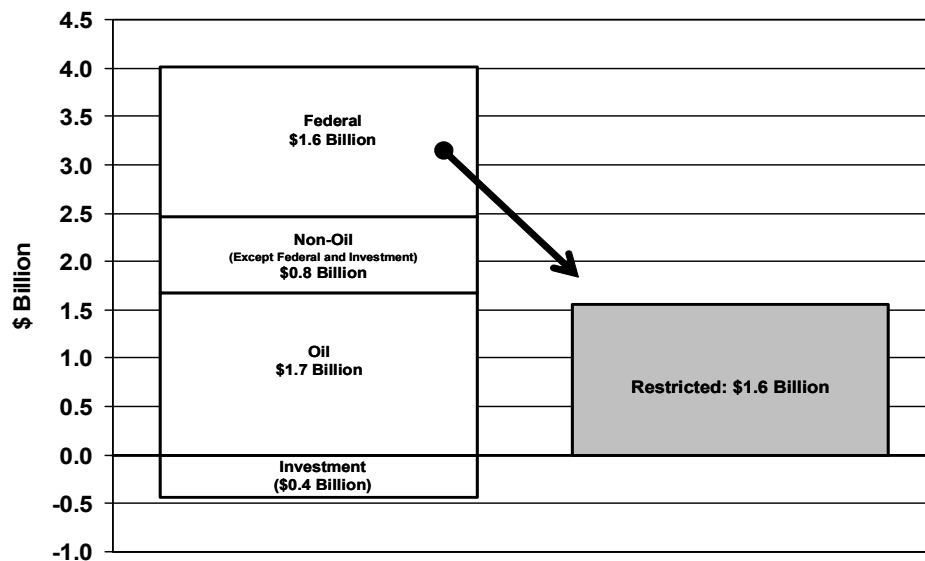 4.5
4.0
3.5
3.0
2.5
2.0
1.5
1.0
0.5
0.0
-0.5
-1.0
$ Billion
Federal
$1.6 Billion
Non-Oil
(Except Federal and Investment)
$0.8 Billion
Oil
$1.7 Billion
Investment
($0.4 Billion)
Restricted: $1.6 Billion